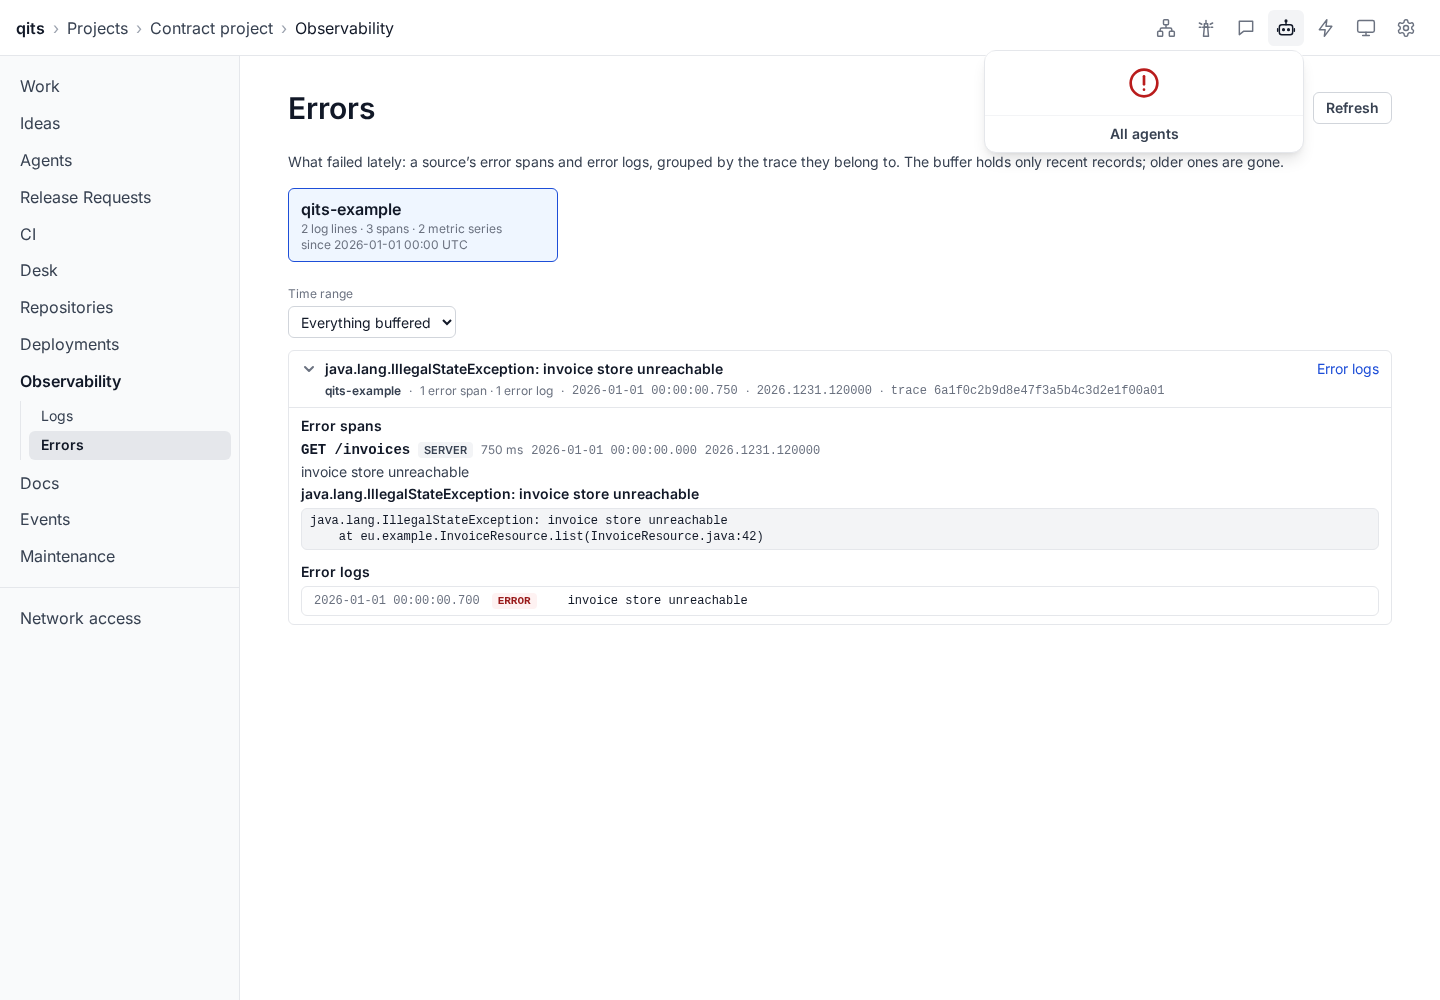 qits › Projects › Contract project › Observability
All agents
Work
Ideas
Agents
Release Requests
CI
Desk
Repositories
Deployments
Observability
Logs
Errors
Docs
Events
Maintenance
Network access
Errors
Refresh
What failed lately: a source’s error spans and error logs, grouped by the trace they belong to. The buffer holds only recent records; older ones are gone.
qits-example
2 log lines · 3 spans · 2 metric series
since 2026-01-01 00:00 UTC
Time range
Everything buffered
java.lang.IllegalStateException: invoice store unreachable
Error logs
qits-example · 1 error span · 1 error log · 2026-01-01 00:00:00.750 · 2026.1231.120000 · trace 6a1f0c2b9d8e47f3a5b4c3d2e1f00a01
Error spans
GET /invoices SERVER 750 ms 2026-01-01 00:00:00.000 2026.1231.120000
invoice store unreachable
java.lang.IllegalStateException: invoice store unreachable
java.lang.IllegalStateException: invoice store unreachable
at eu.example.InvoiceResource.list(InvoiceResource.java:42)
Error logs
2026-01-01 00:00:00.700 ERROR invoice store unreachable